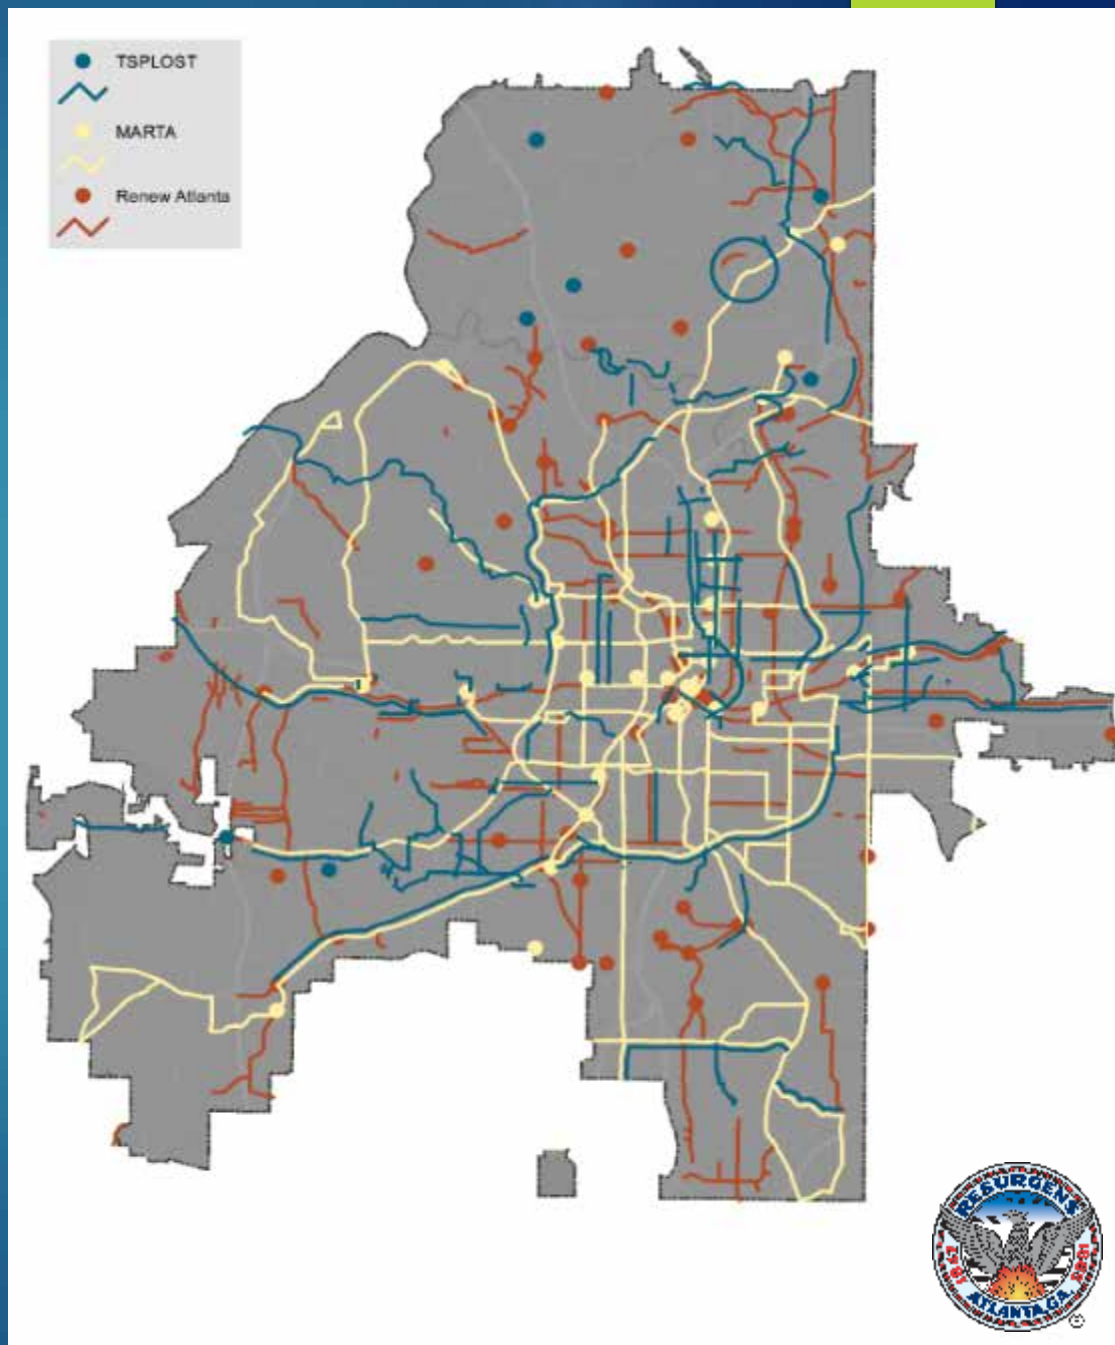 TSPLOST
MARTA
Renew Atlanta
RESURGENS
1847
1865
ATLANTA, GA.
®